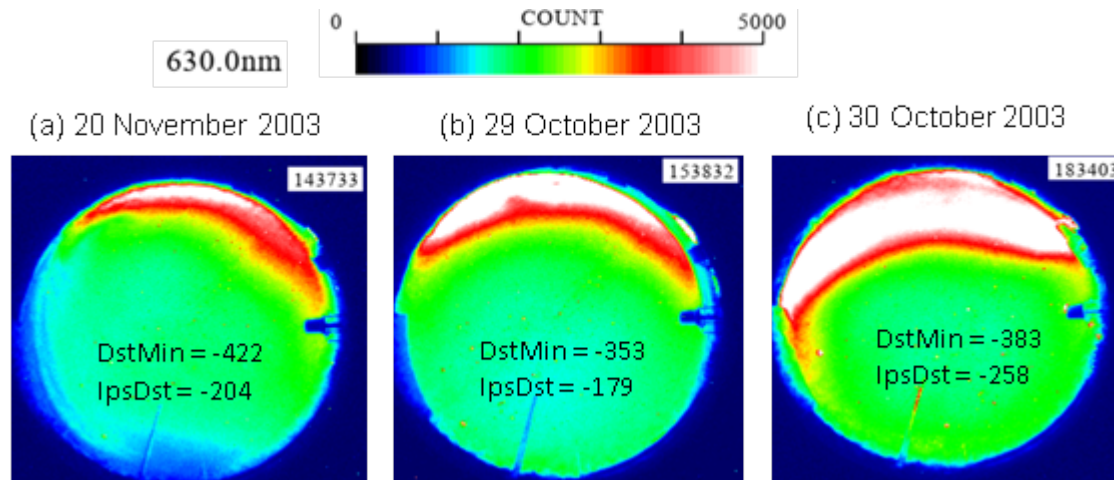 0 COUNT 5000
630.0nm
(a) 20 November 2003
(b) 29 October 2003
(c) 30 October 2003
143733
153832
183403
DstMin = -422
IpsDst = -204
DstMin = -353
IpsDst = -179
DstMin = -383
IpsDst = -258